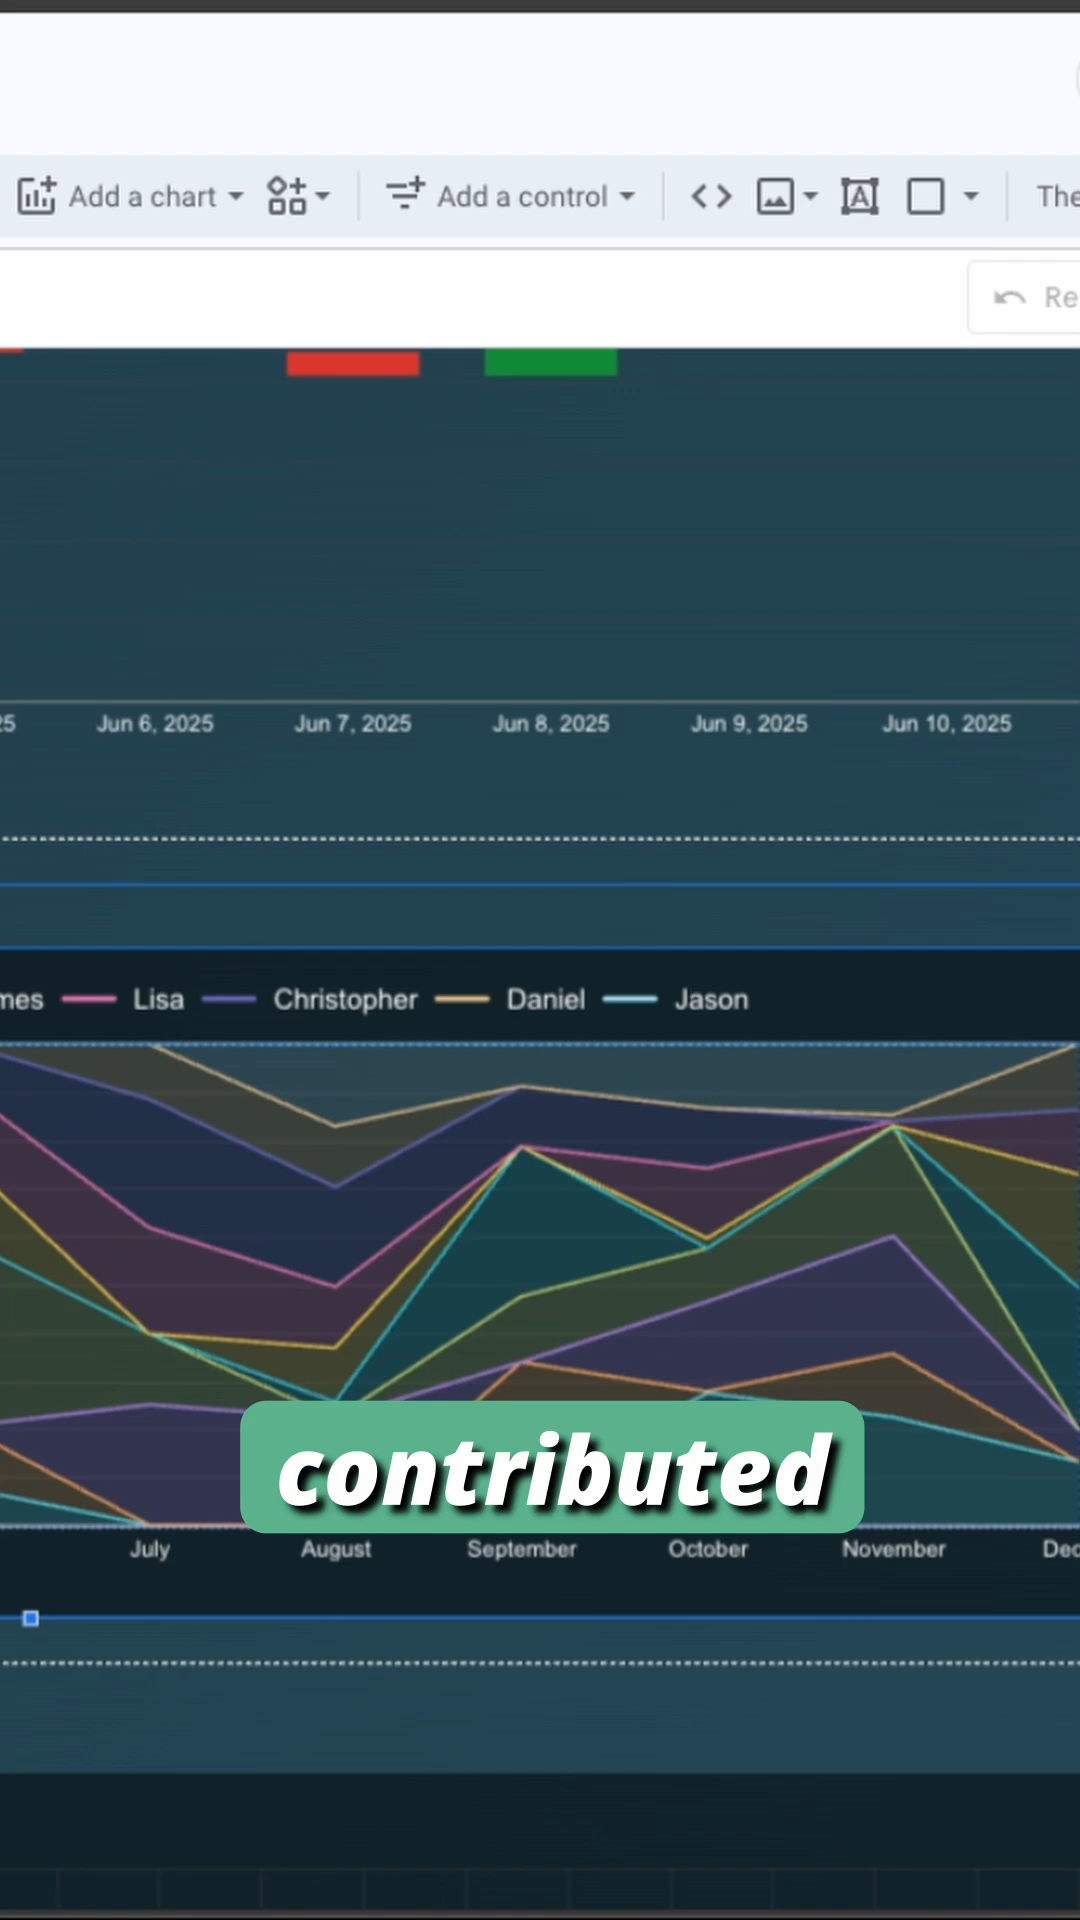 Add a chart
Add a control
A
The
Re
25
Jun 6, 2025
Jun 7, 2025
Jun 8, 2025
Jun 9, 2025
Jun 10, 2025
mes
Lisa
Christopher
Daniel
Jason
contributed
July
August
September
October
November
Dec